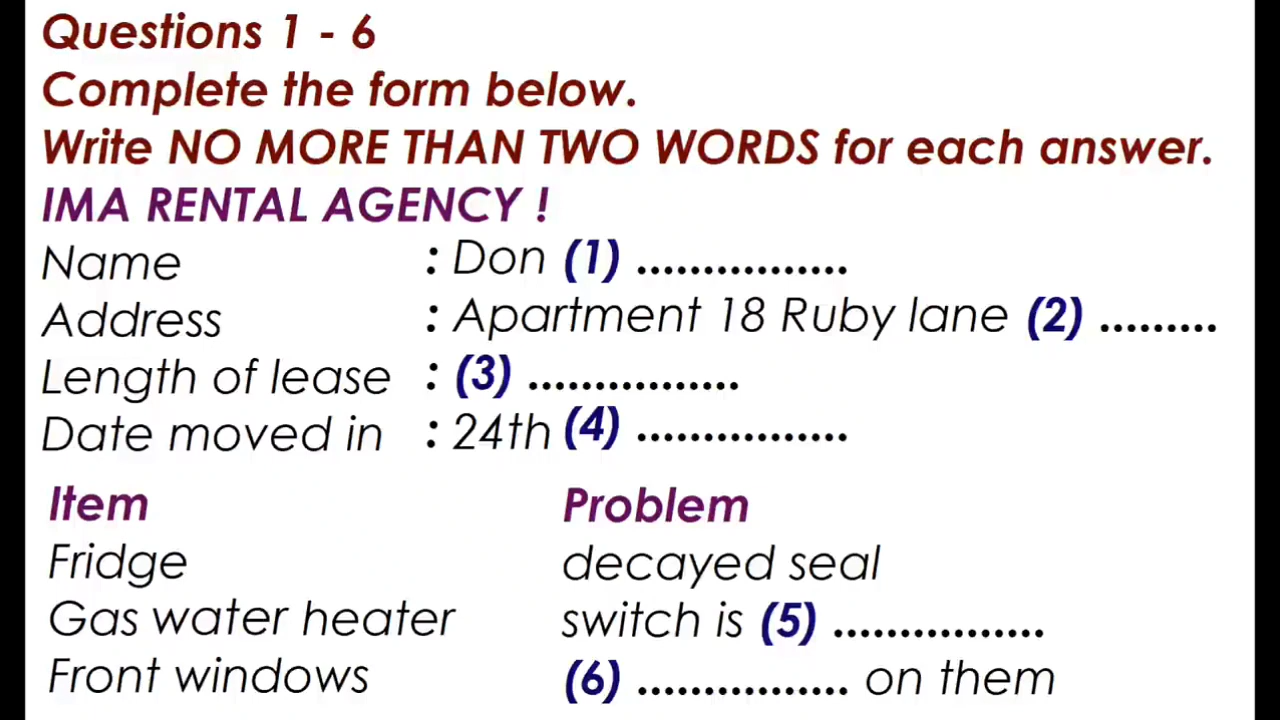 Questions 1 - 6
Complete the form below.
Write NO MORE THAN TWO WORDS for each answer.
IMA RENTAL AGENCY !
Name : Don (1) ................
Address : Apartment 18 Ruby lane (2) .........
Length of lease : (3) ................
Date moved in : 24th (4) ................
Item Problem
Fridge decayed seal
Gas water heater switch is (5) ................
Front windows (6) ................ on them